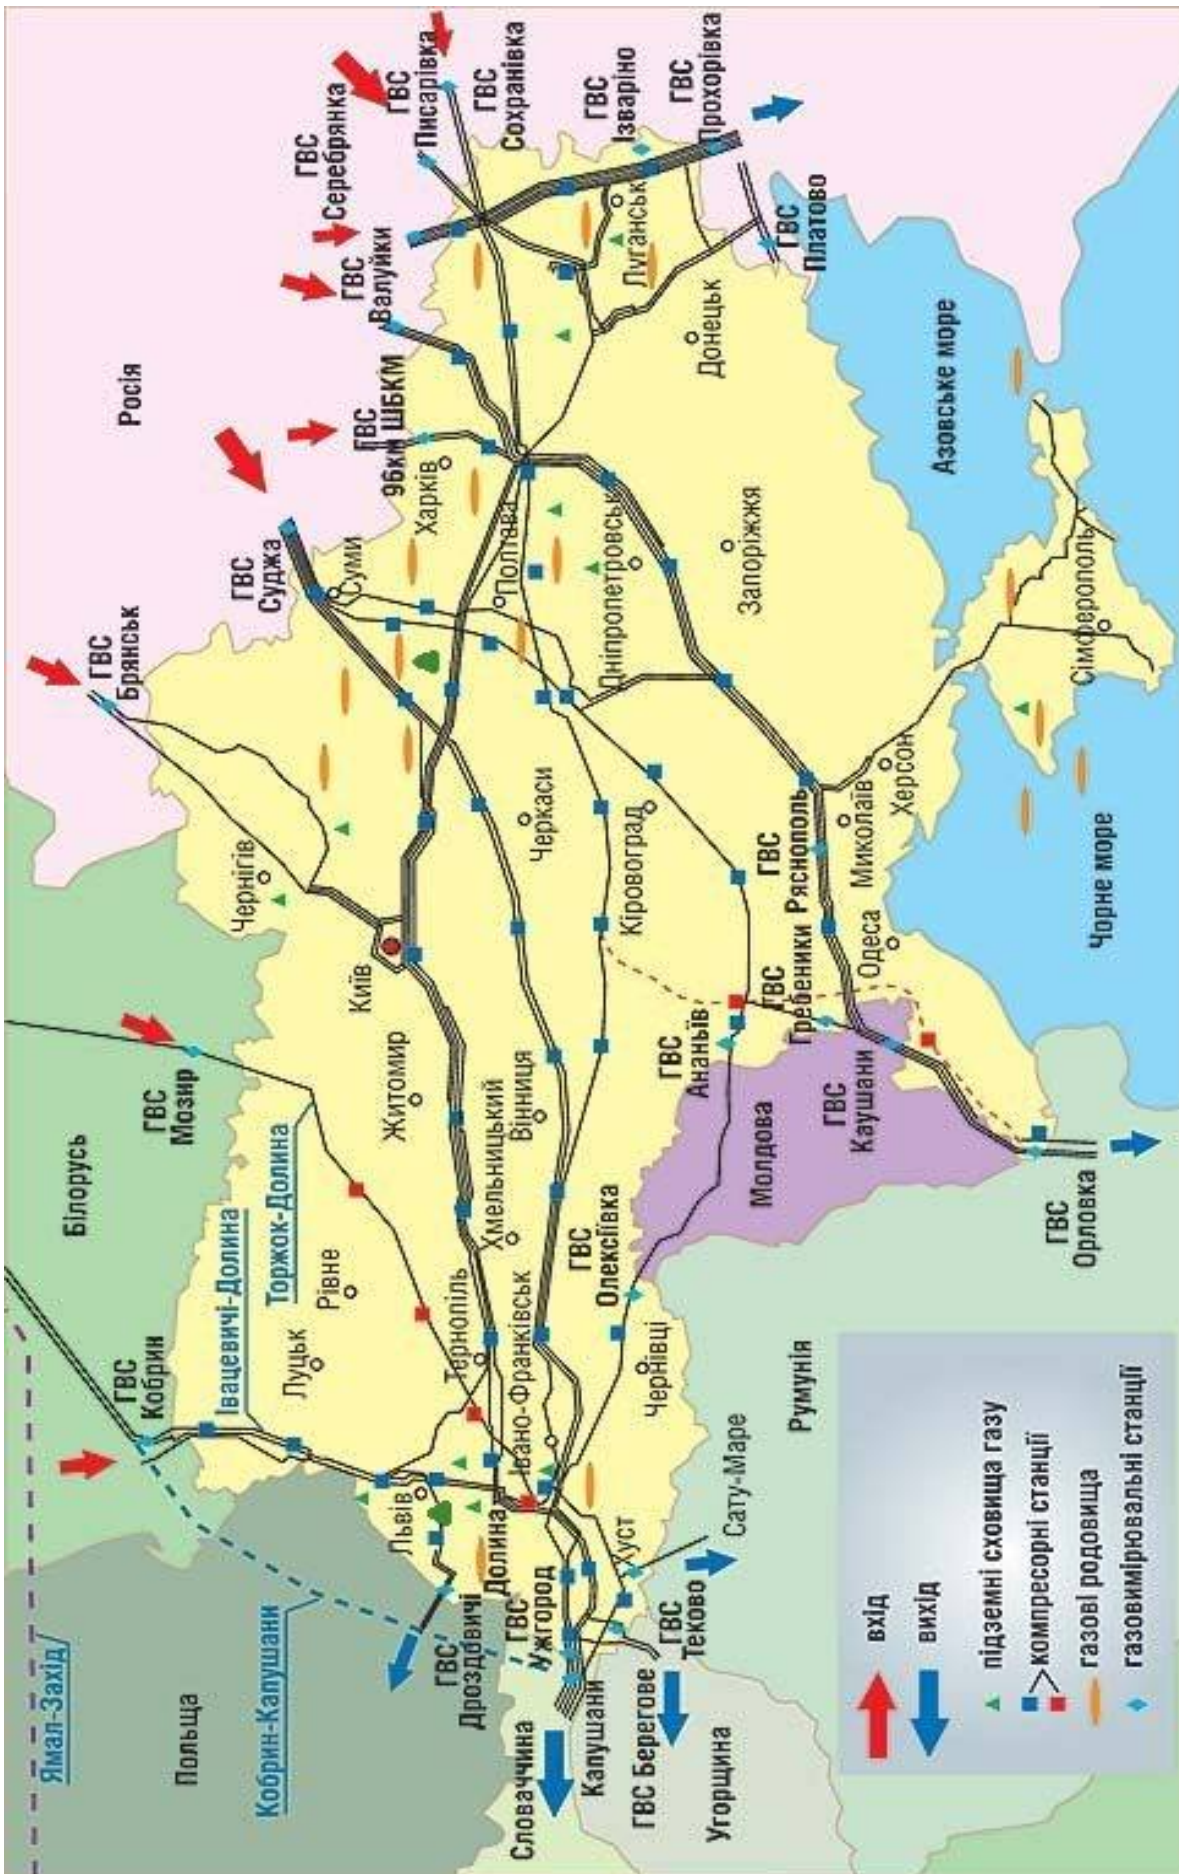 Ямал-Захід
Польща
Кобрин-Капушани
Білорусь
ГВС
Кобрин
Івацевичі-Долина
Торжок-Долина
ГВС
Мозир
ГВС
Брянськ
ГВС
Суджа
Росія
ГВС
96км ШБКМ
ГВС
Валуйки
ГВС
Серебрянка
ГВС
Писарівка
ГВС
Сохранівка
ГВС
Ізваріно
ГВС
Прохорівка
ГВС
Платово
Луцьк
Рівне
Житомир
Київ
Чернігів
Суми
Харків
Полтава
Луганськ
Донецьк
Львів
Тернопіль
Хмельницький
Вінниця
Черкаси
Кіровоград
Дніпропетровськ
Запоріжжя
Долина
Івано-Франківськ
Чернівці
Хуст
Сату-Маре
ГВС
Дроздовичі
ГВС
Ужгород
Словаччина
Капушани
ГВС Берегове
ГВС
Теково
Угорщина
Румунія
ГВС
Олексіївка
Молдова
ГВС
Ананьїв
ГВС
Гребеники
ГВС
Ряснополь
ГВС
Каушани
ГВС
Орловка
Одеса
Миколаїв
Херсон
Сімферополь
Чорне море
Азовське море
вхід
вихід
підземні сховища газу
компресорні станції
газові родовища
газовимірювальні станції